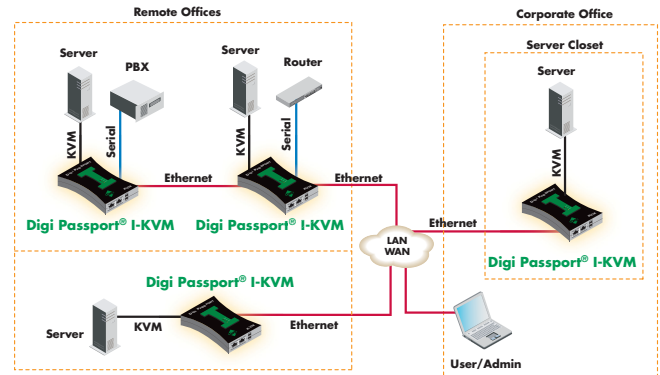 Remote Offices
Corporate Office
Server Closet
Server
PBX
Server
Router
Server
KVM
Serial
KVM
Serial
KVM
Ethernet
Ethernet
Ethernet
Digi Passport® I-KVM
Digi Passport® I-KVM
Digi Passport® I-KVM
LAN
WAN
Digi Passport® I-KVM
Server
KVM
Ethernet
User/Admin